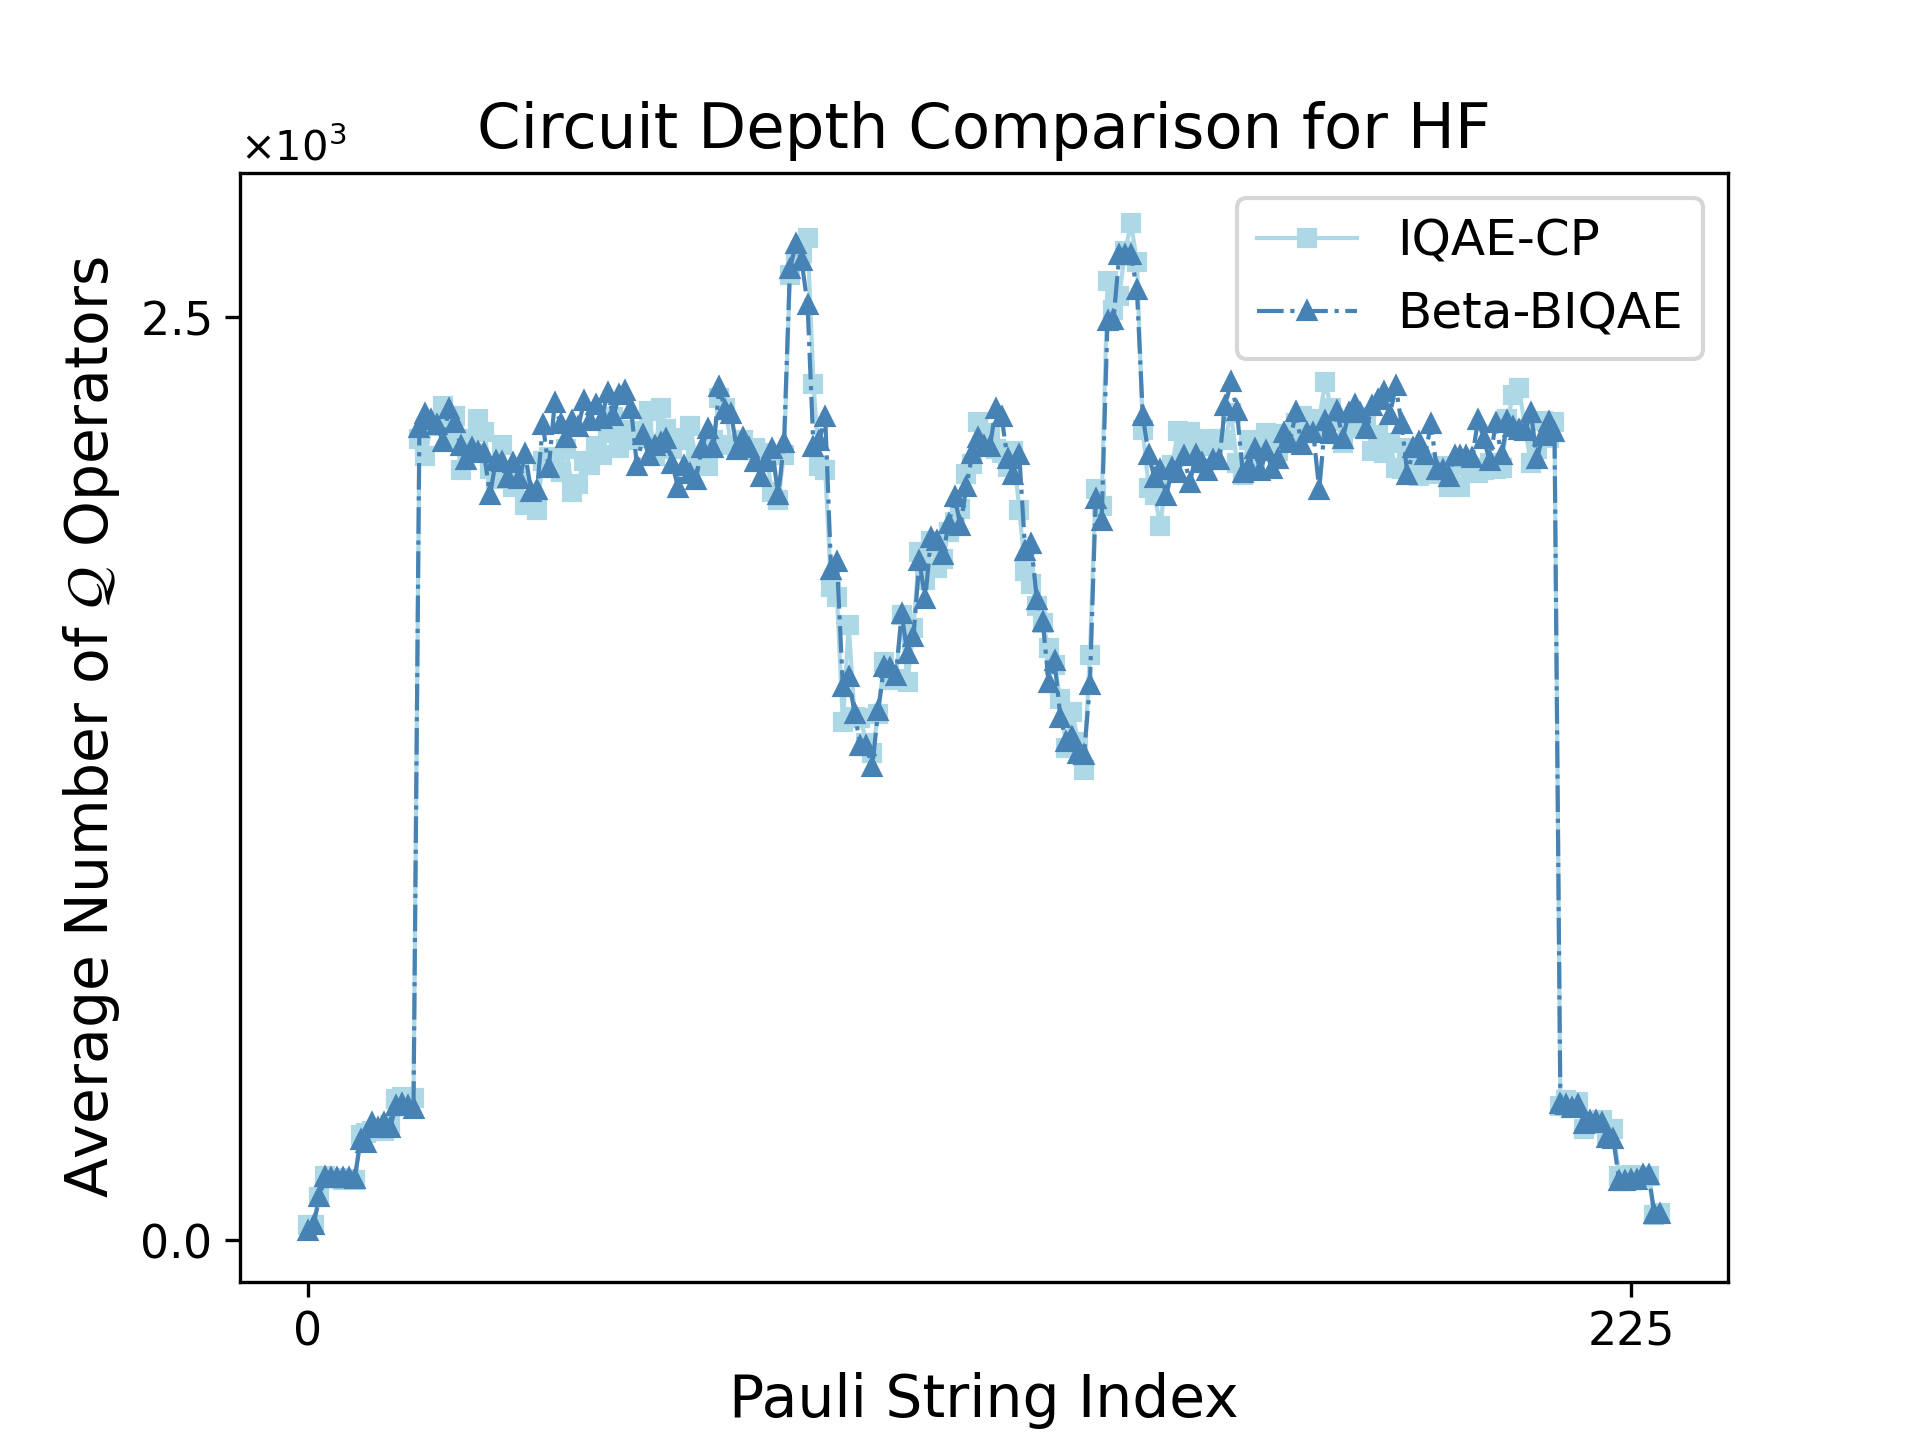 Circuit Depth Comparison for HF
×10³
IQAE-CP
Beta-BIQAE
Average Number of 𝒬 Operators
2.5
0.0
0
225
Pauli String Index